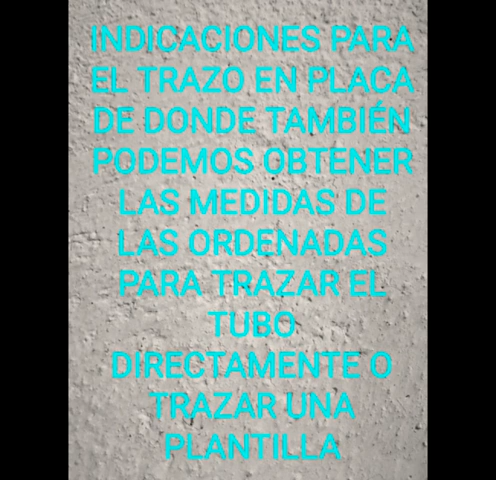 INDICACIONES PARA
EL TRAZO EN PLACA
DE DONDE TAMBIÉN
PODEMOS OBTENER
LAS MEDIDAS DE
LAS ORDENADAS
PARA TRAZAR EL
TUBO
DIRECTAMENTE O
TRAZAR UNA
PLANTILLA